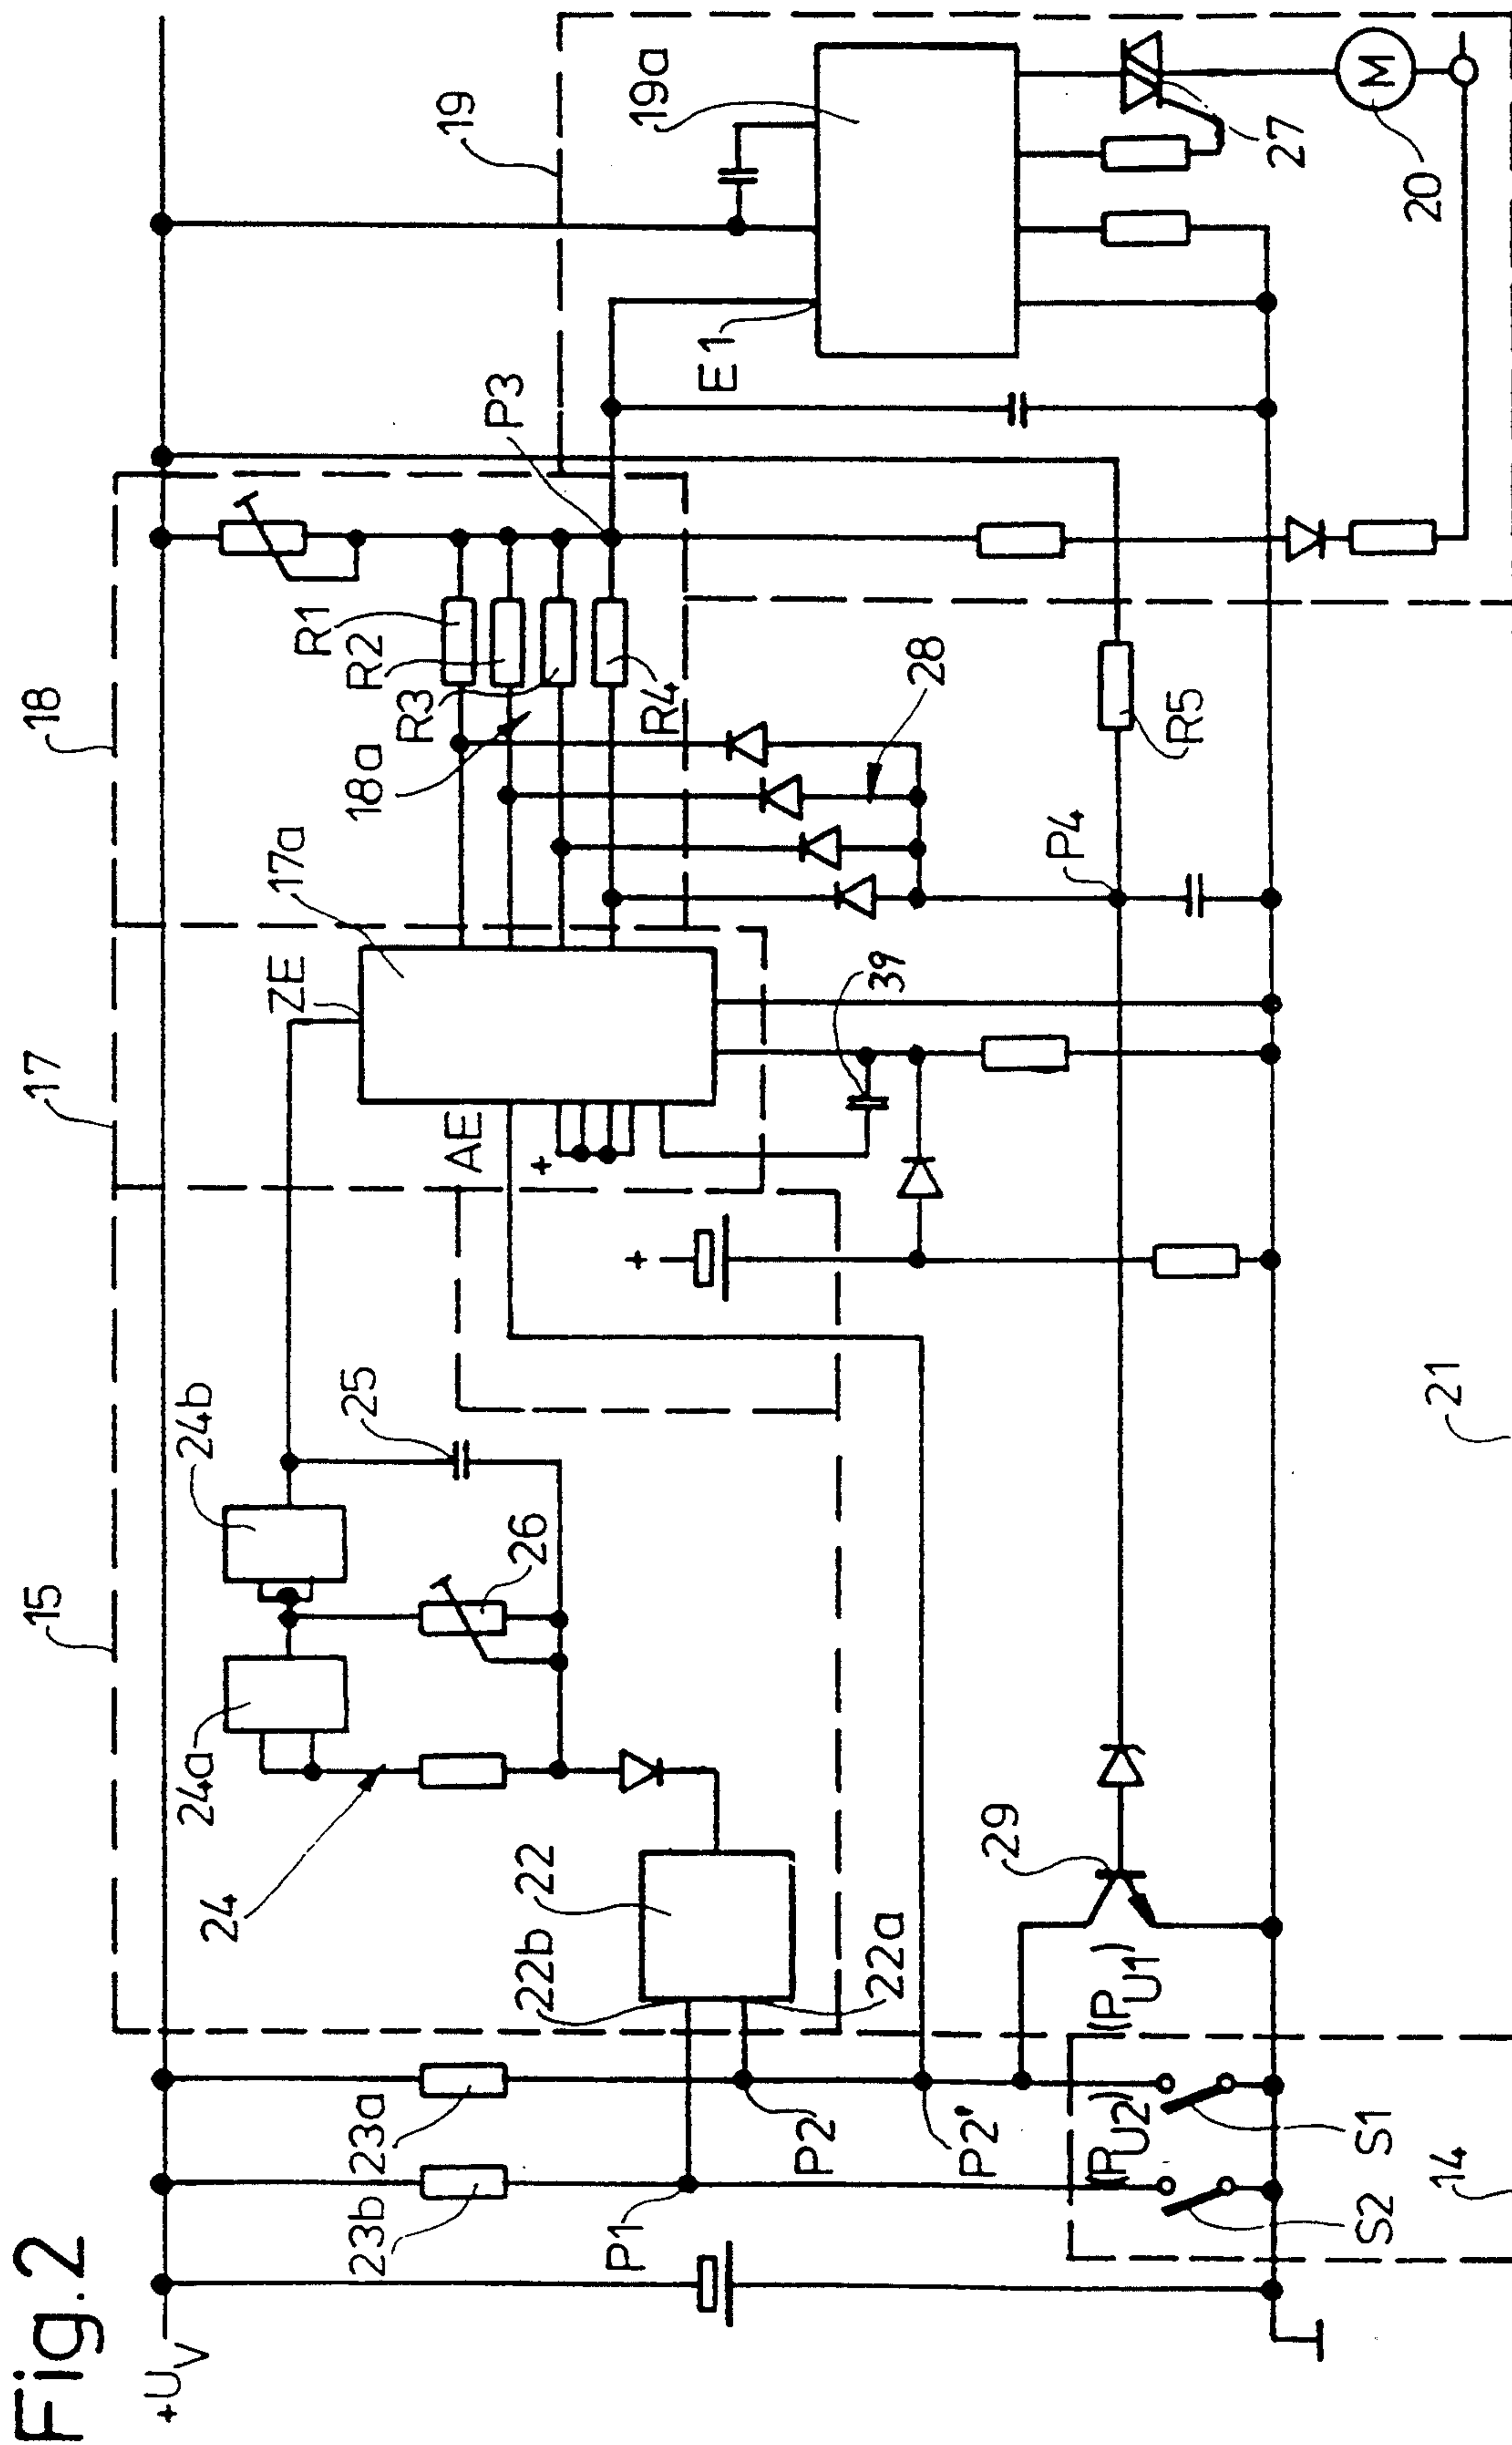 Fig.2
+U_V
15
17
18
19
19a
24a
24b
24
25
26
ZE
17a
AE
+
+
R1
R2
R3
R4
18a
28
P3
E1
27
M
20
39
P4
R5
23a
23b
22
22b
22a
P1
P2
P2'
29
(P_U1)
(P_U2)
S1
S2
14
21